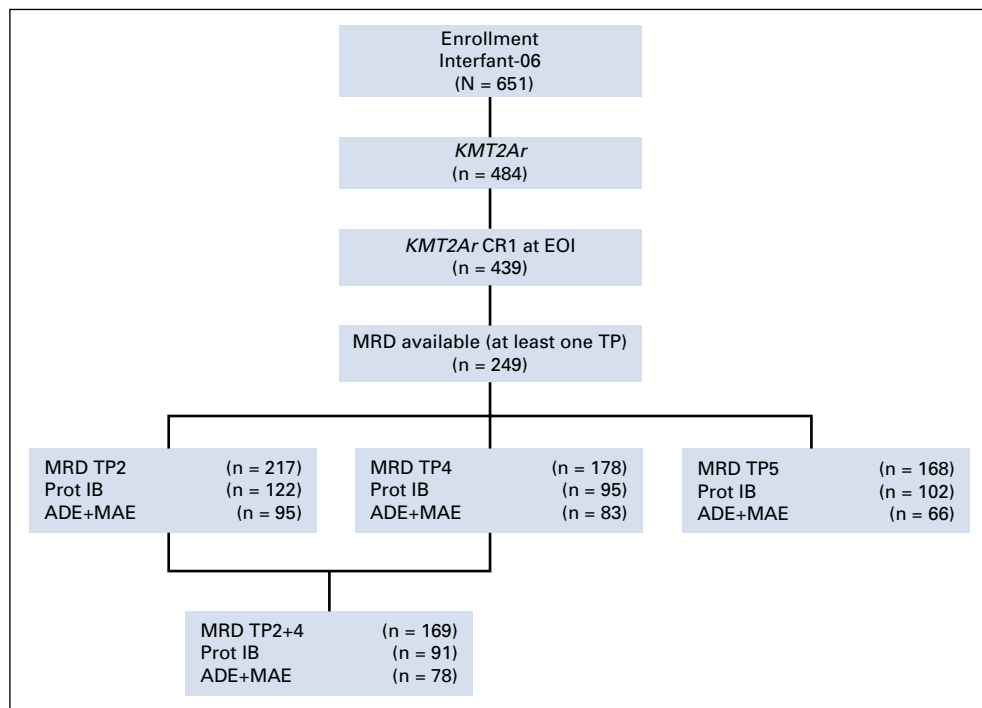 Enrollment
Interfant-06
(N = 651)
KMT2Ar
(n = 484)
KMT2Ar CR1 at EOI
(n = 439)
MRD available (at least one TP)
(n = 249)
MRD TP2 (n = 217)
Prot IB (n = 122)
ADE+MAE (n = 95)
MRD TP4 (n = 178)
Prot IB (n = 95)
ADE+MAE (n = 83)
MRD TP5 (n = 168)
Prot IB (n = 102)
ADE+MAE (n = 66)
MRD TP2+4 (n = 169)
Prot IB (n = 91)
ADE+MAE (n = 78)